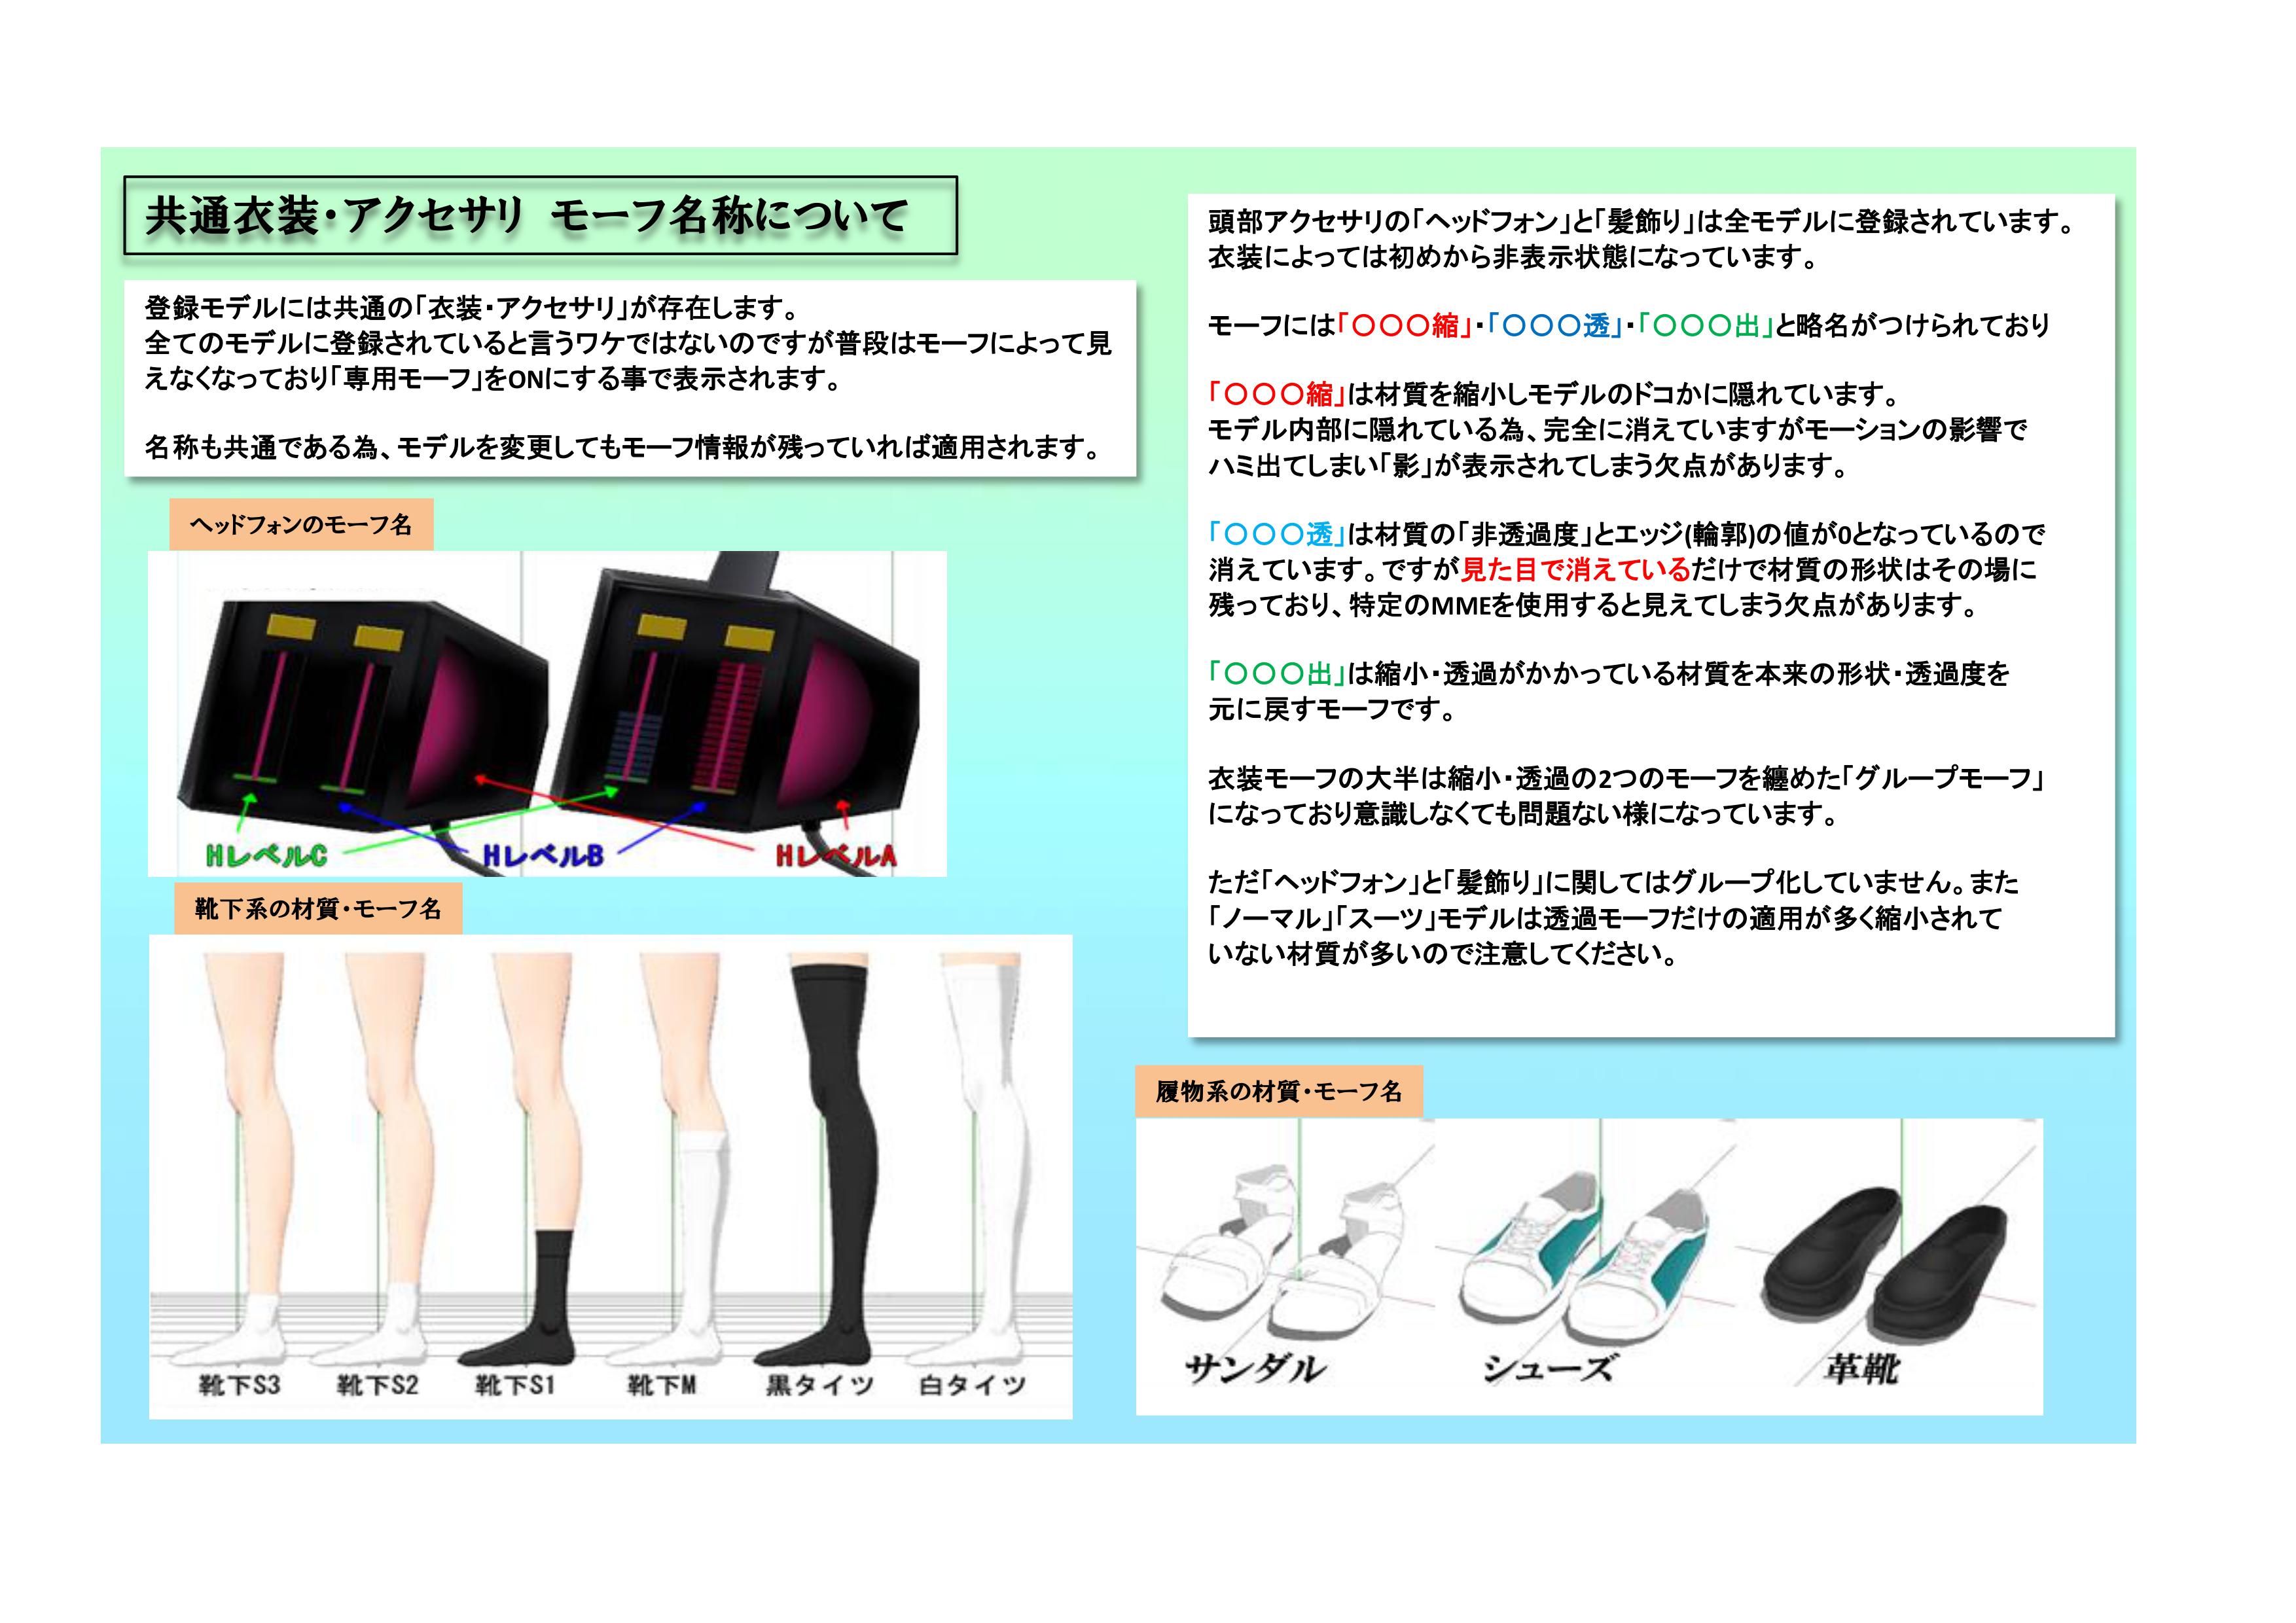 共通衣装・アクセサリ モーフ名称について
登録モデルには共通の「衣装・アクセサリ」が存在します。
全てのモデルに登録されていると言うワケではないのですが普段はモーフによって見
えなくなっており「専用モーフ」をONにする事で表示されます。
名称も共通である為、モデルを変更してもモーフ情報が残っていれば適用されます。
ヘッドフォンのモーフ名
HレベルC
HレベルB
HレベルA
靴下系の材質・モーフ名
靴下S3
靴下S2
靴下S1
靴下M
黒タイツ
白タイツ
頭部アクセサリの「ヘッドフォン」と「髪飾り」は全モデルに登録されています。
衣装によっては初めから非表示状態になっています。
モーフには「〇〇〇縮」・「〇〇〇透」・「〇〇〇出」と略名がつけられており
「〇〇〇縮」は材質を縮小しモデルのドコかに隠れています。
モデル内部に隠れている為、完全に消えていますがモーションの影響で
ハミ出てしまい「影」が表示されてしまう欠点があります。
「〇〇〇透」は材質の「非透過度」とエッジ(輪郭)の値が0となっているので
消えています。ですが見た目で消えているだけで材質の形状はその場に
残っており、特定のMMEを使用すると見えてしまう欠点があります。
「〇〇〇出」は縮小・透過がかかっている材質を本来の形状・透過度を
元に戻すモーフです。
衣装モーフの大半は縮小・透過の2つのモーフを纏めた「グループモーフ」
になっており意識しなくても問題ない様になっています。
ただ「ヘッドフォン」と「髪飾り」に関してはグループ化していません。また
「ノーマル」「スーツ」モデルは透過モーフだけの適用が多く縮小されて
いない材質が多いので注意してください。
履物系の材質・モーフ名
サンダル
シューズ
革靴